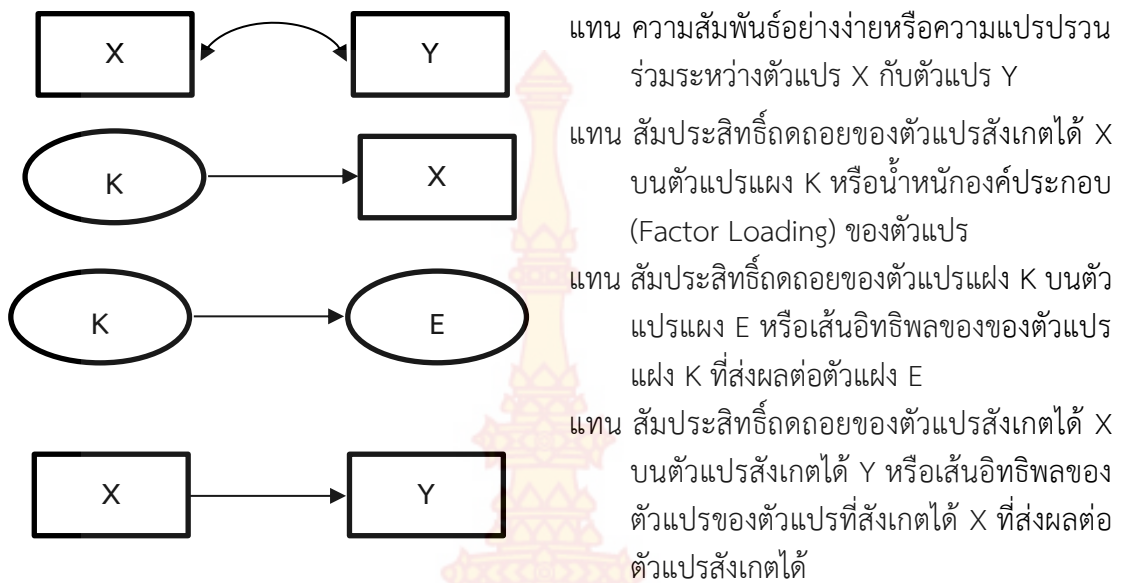 X Y แทน ความสัมพันธ์อย่างง่ายหรือความแปรปรวน
ร่วมระหว่างตัวแปร X กับตัวแปร Y
แทน สัมประสิทธิ์ถดถอยของตัวแปรสังเกตได้ X
K X บนตัวแปรแผง K หรือน้ำหนักองค์ประกอบ
(Factor Loading) ของตัวแปร
แทน สัมประสิทธิ์ถดถอยของตัวแปรแฝง K บนตัว
K E แปรแผง E หรือเส้นอิทธิพลของของตัวแปร
แฝง K ที่ส่งผลต่อตัวแฝง E
แทน สัมประสิทธิ์ถดถอยของตัวแปรสังเกตได้ X
X Y บนตัวแปรสังเกตได้ Y หรือเส้นอิทธิพลของ
ตัวแปรของตัวแปรที่สังเกตได้ X ที่ส่งผลต่อ
ตัวแปรสังเกตได้